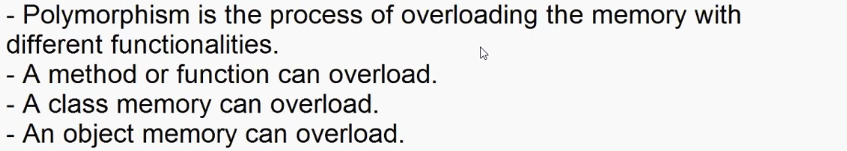 - Polymorphism is the process of overloading the memory with
different functionalities.
- A method or function can overload.
- A class memory can overload.
- An object memory can overload.